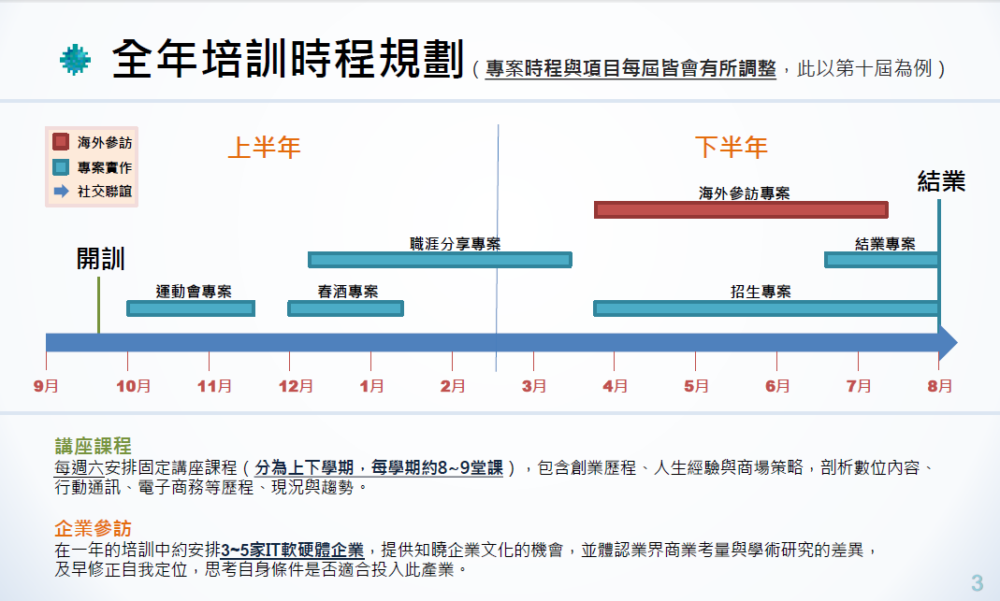 全年培訓時程規劃（專案時程與項目每屆皆會有所調整，此以第十屆為例）
海外參訪
專案實作
社交聯誼
上半年
下半年
結業
海外參訪專案
職涯分享專案
結業專案
開訓
運動會專案
春酒專案
招生專案
9月 10月 11月 12月 1月 2月 3月 4月 5月 6月 7月 8月
講座課程
每週六安排固定講座課程（分為上下學期，每學期約8~9堂課），包含創業歷程、人生經驗與商場策略，剖析數位內容、
行動通訊、電子商務等歷程、現況與趨勢。
企業參訪
在一年的培訓中約安排3~5家IT軟硬體企業，提供知曉企業文化的機會，並體認業界商業考量與學術研究的差異，
及早修正自我定位，思考自身條件是否適合投入此產業。
3